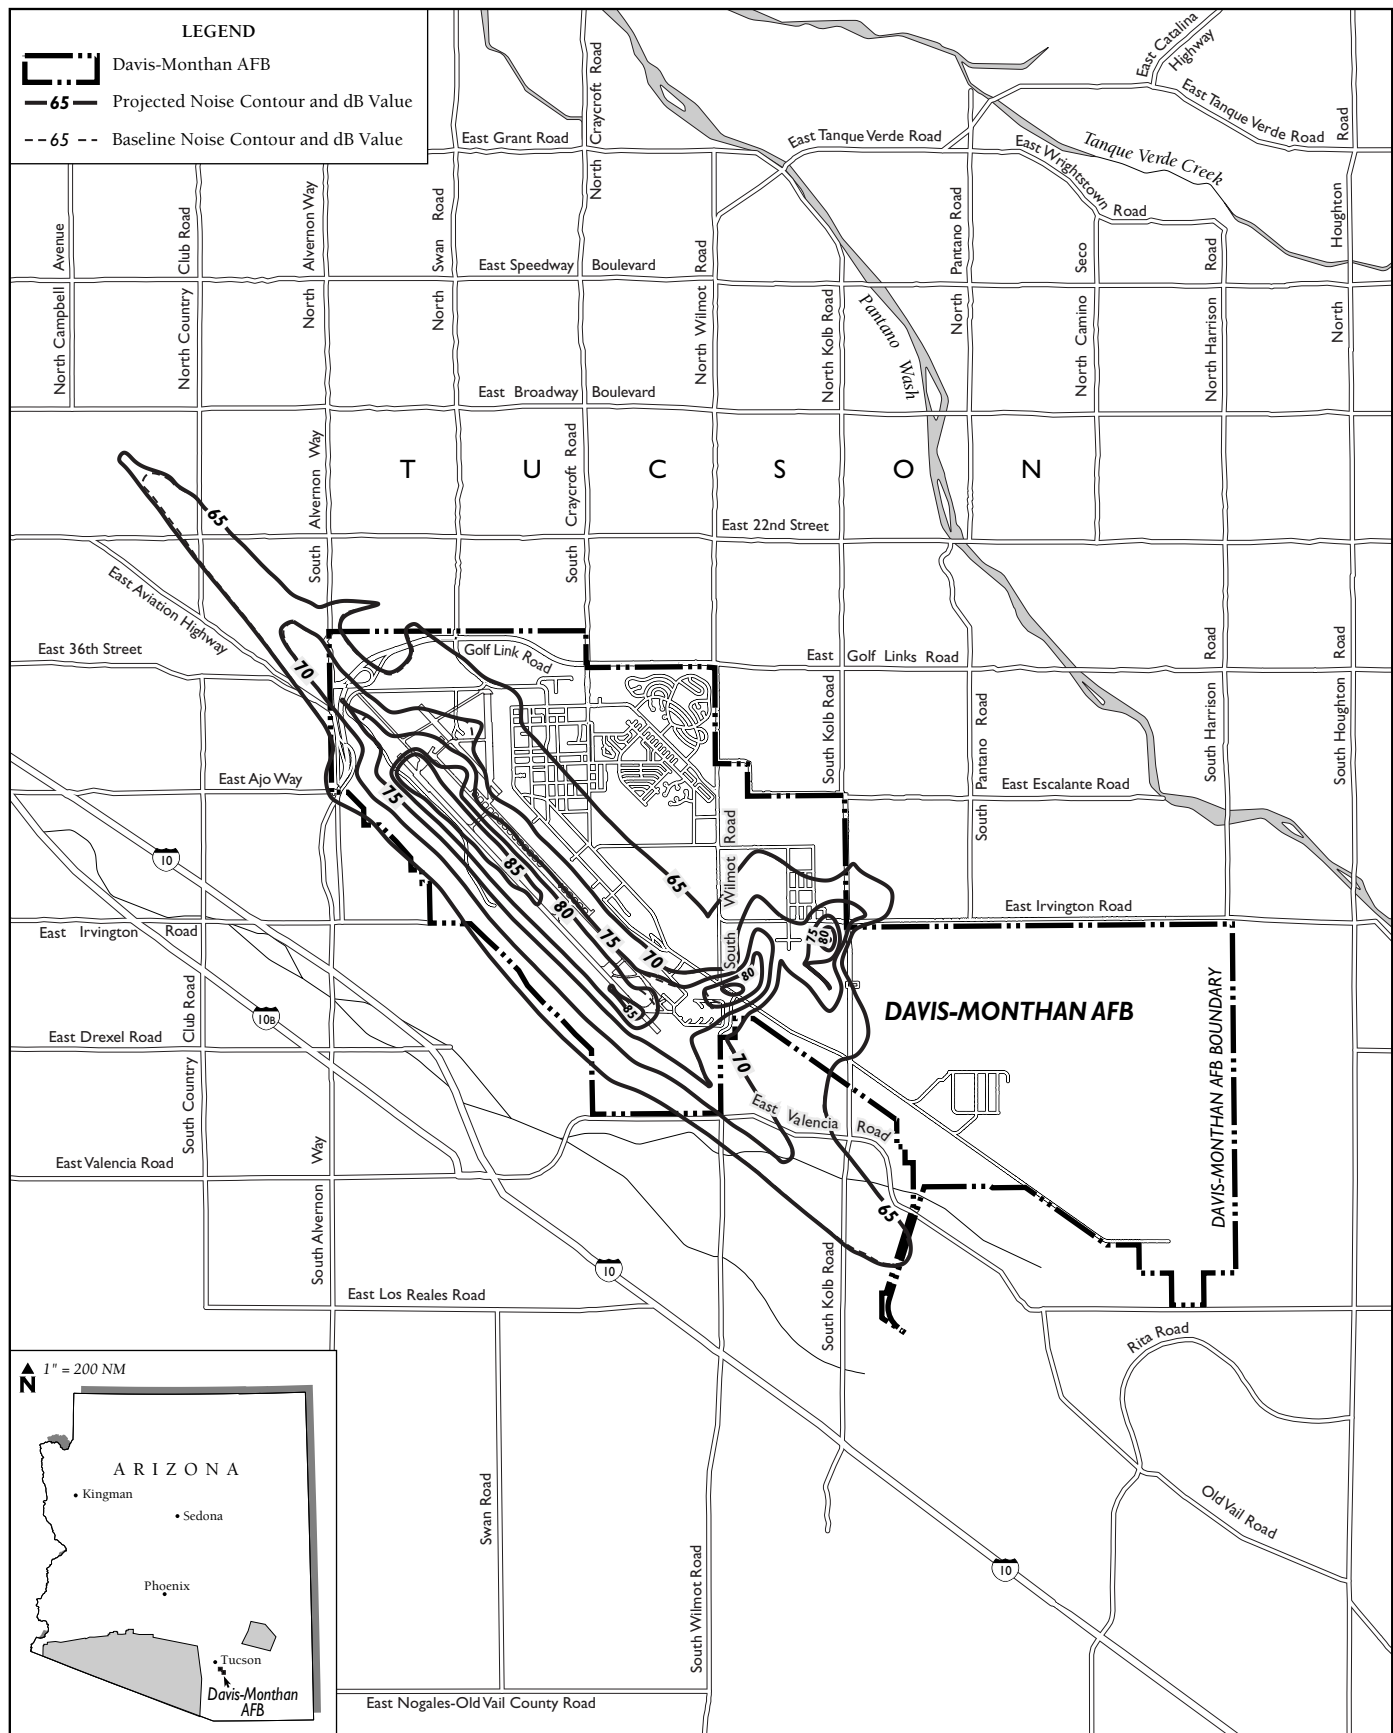 LEGEND
Davis-Monthan AFB
65 Projected Noise Contour and dB Value
65 Baseline Noise Contour and dB Value
East Catalina
Highway
East Tanque Verde Road
Tanque Verde Creek
East Grant Road
Craycroft Road
North
East Tanque Verde Road
East Wrightstown
Road
North Campbell Avenue
North Country Club Road
North Alvernon Way
North Swan Road
East Speedway Boulevard
North Wilmot Road
North Kolb Road
Pantano Wash
North Pantano Road
North Camino Seco
North Harrison Road
North Houghton Road
East Broadway Boulevard
South Alvernon Way
South Craycroft Road
T U C S O N
65
East 22nd Street
East Aviation Highway
East 36th Street
70
Golf Link Road
East Golf Links Road
South Kolb Road
South Pantano Road
South Harrison Road
South Houghton Road
East Ajo Way
75
East Escalante Road
10
85
80
75
70
65
South Wilmot Road
75
80
80
85
East Irvington Road
East Irvington Road
10B
South Country Club Road
East Drexel Road
DAVIS-MONTHAN AFB
DAVIS-MONTHAN AFB BOUNDARY
70
East Valencia Road
East Valencia Road
65
South Alvernon Way
10
South Kolb Road
East Los Reales Road
Rita Road
Old Vail Road
Swan Road
South Wilmot Road
10
East Nogales-Old Vail County Road
1" = 200 NM
N
ARIZONA
Kingman
Sedona
Phoenix
Tucson
Davis-Monthan
AFB